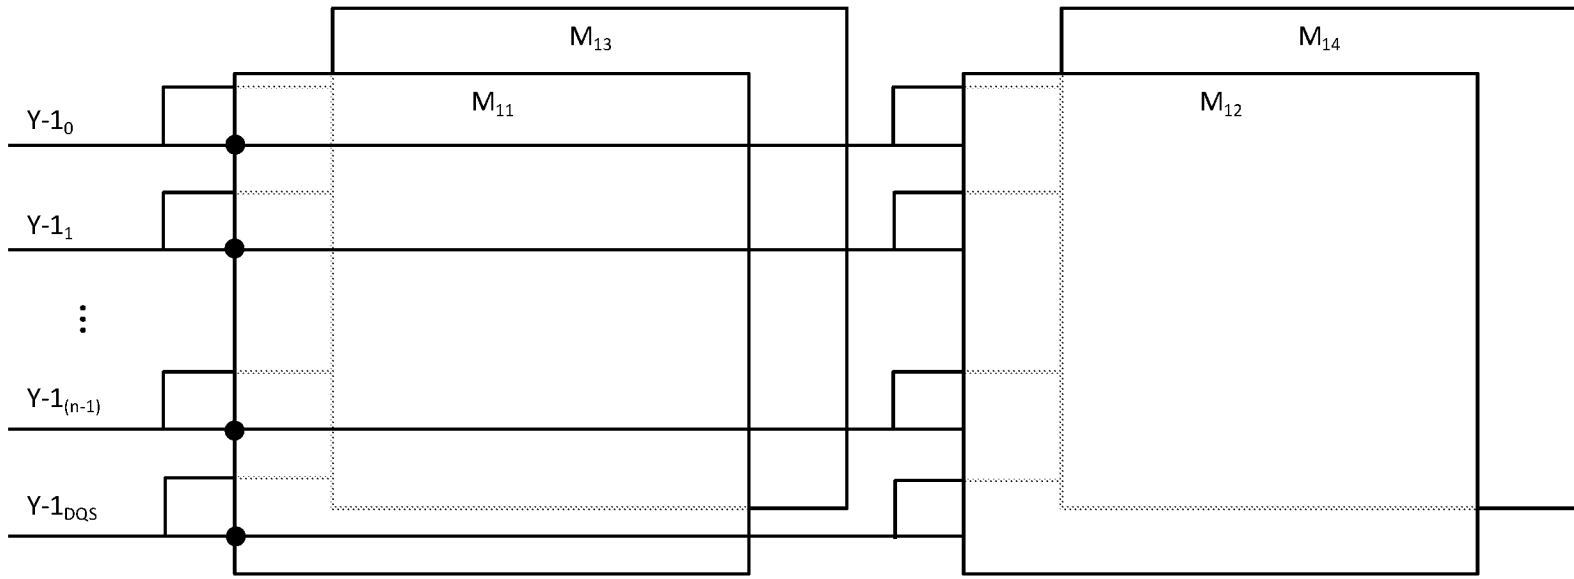 M₁₃
M₁₄
M₁₁
M₁₂
Y-1₀
Y-1₁
⋮
Y-1₍ₙ₋₁₎
Y-1DQS